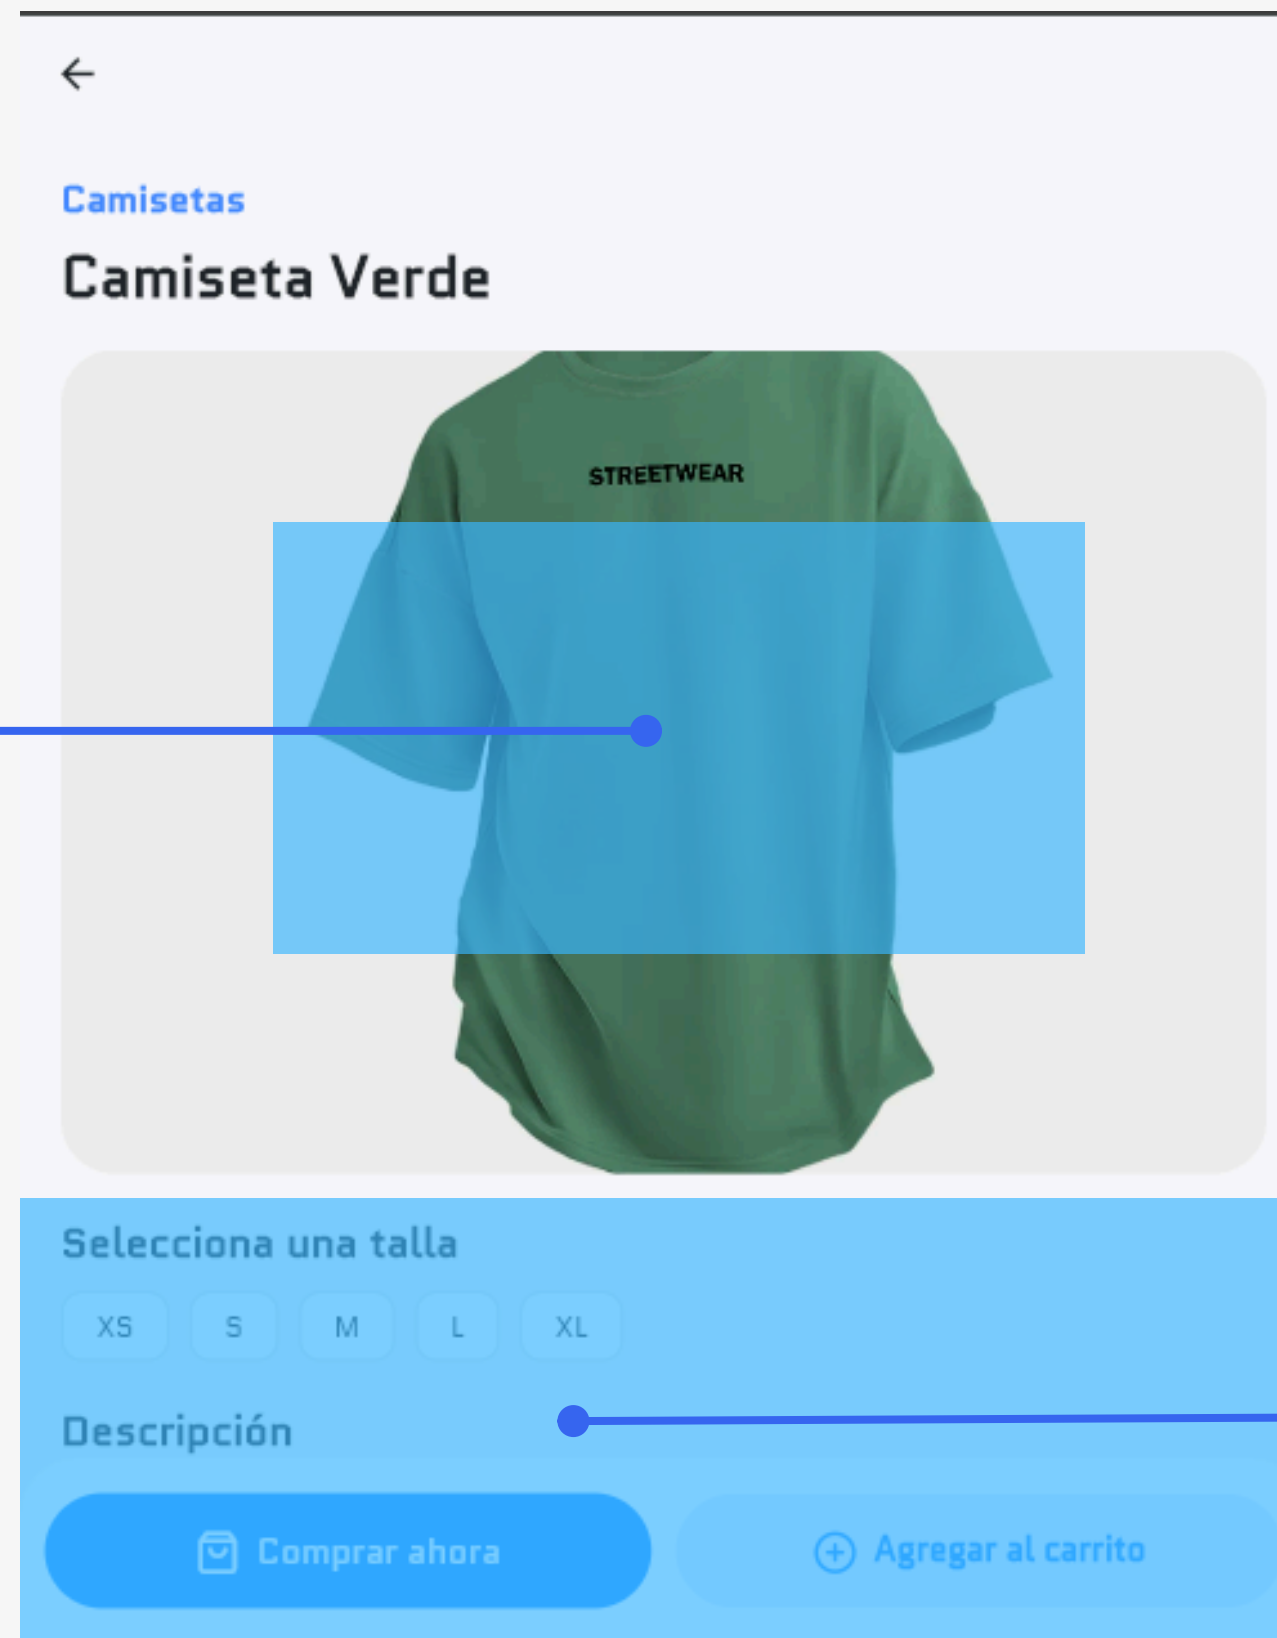 Camisetas
Camiseta Verde
STREETWEAR
Selecciona una talla
XS S M L XL
Descripción
Comprar ahora
Agregar al carrito